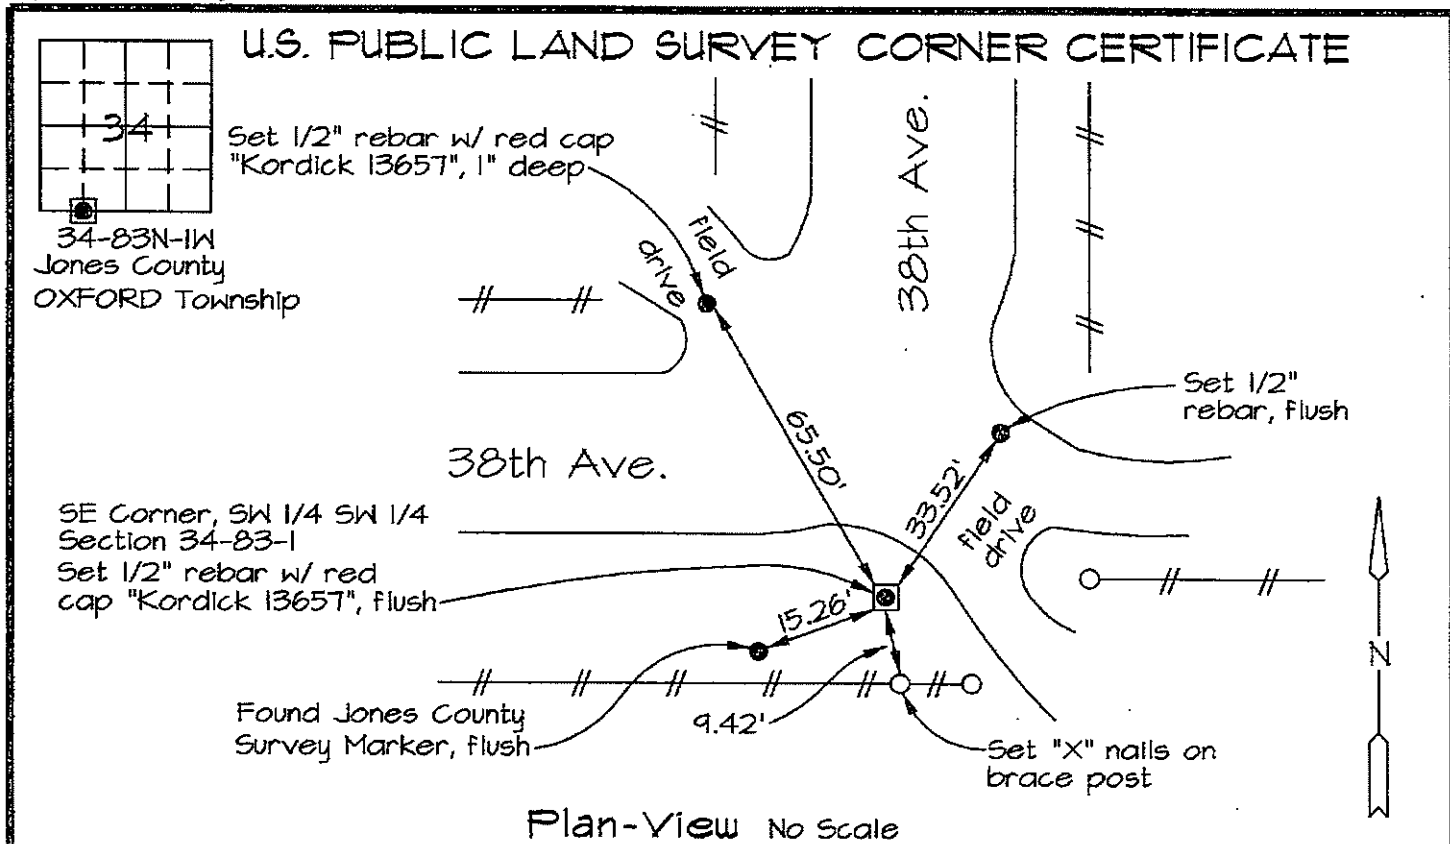 U.S. PUBLIC LAND SURVEY CORNER CERTIFICATE
34
34-83N-1W
Jones County
OXFORD Township
Set 1/2" rebar w/ red cap
"Kordick 13657", 1" deep
field
drive
38th Ave.
Set 1/2"
rebar, flush
65.50'
38th Ave.
33.52'
field
drive
SE Corner, SW 1/4 SW 1/4
Section 34-83-1
Set 1/2" rebar w/ red
cap "Kordick 13657", flush
15.26'
N
Found Jones County
Survey Marker, flush
9.42'
Set "X" nails on
brace post
Plan-View No Scale